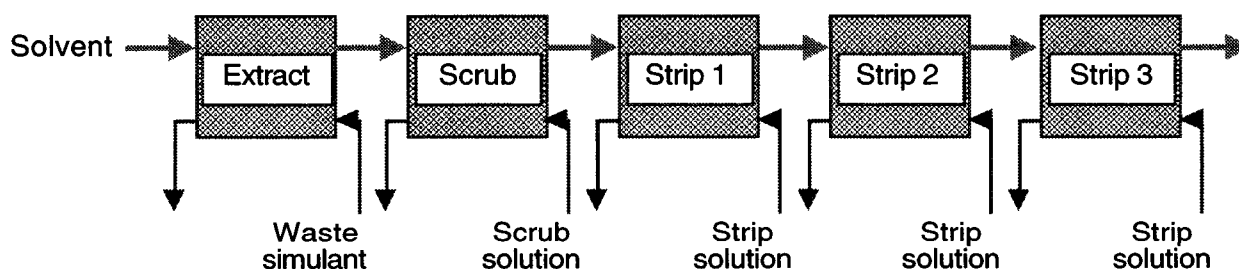 Solvent
Extract
Scrub
Strip 1
Strip 2
Strip 3
Waste
simulant
Scrub
solution
Strip
solution
Strip
solution
Strip
solution